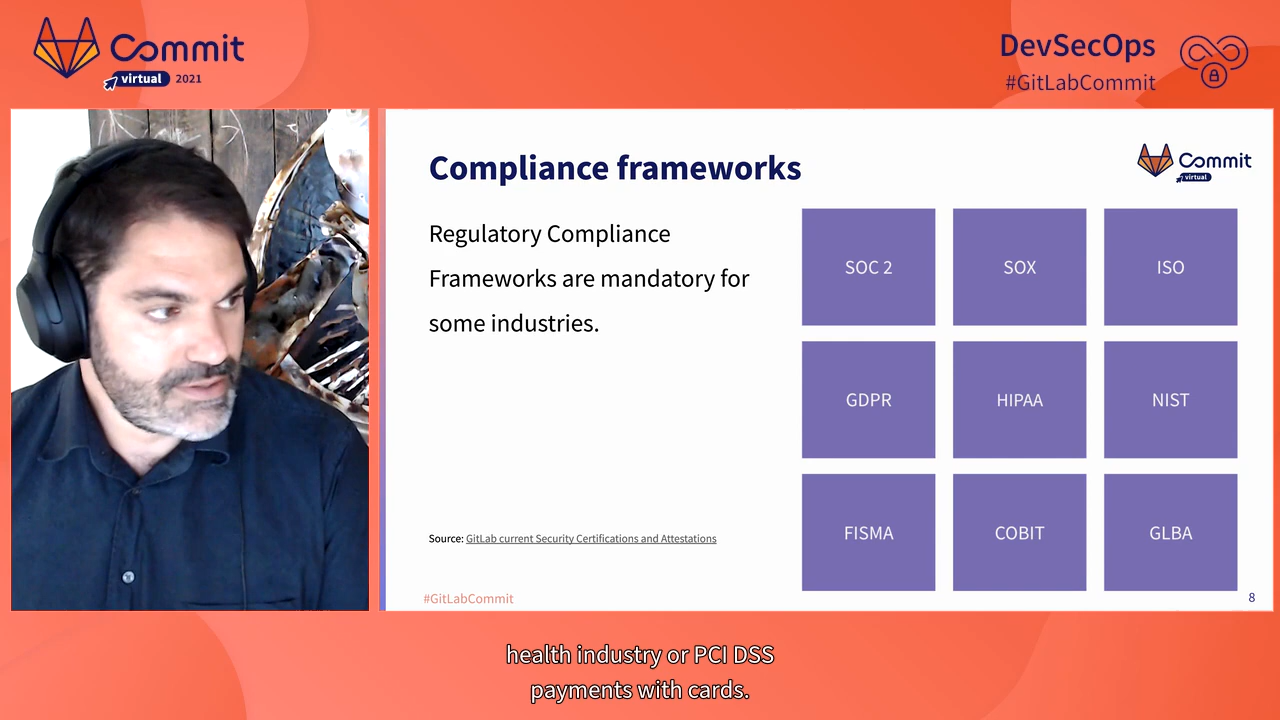 Commit
virtual 2021
DevSecOps
#GitLabCommit
Compliance frameworks
Commit
virtual
Regulatory Compliance
Frameworks are mandatory for
some industries.
SOC 2 SOX ISO
GDPR HIPAA NIST
FISMA COBIT GLBA
Source: GitLab current Security Certifications and Attestations
#GitLabCommit
8
health industry or PCI DSS
payments with cards.